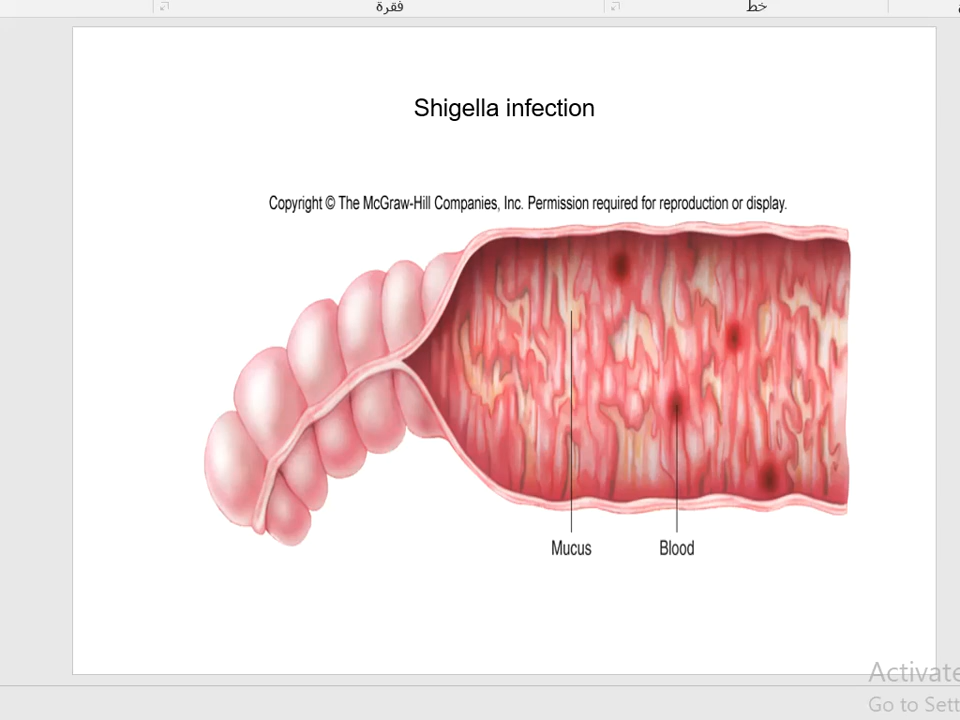 فقرة
خط
Shigella infection
Copyright © The McGraw-Hill Companies, Inc. Permission required for reproduction or display.
Mucus
Blood
Activate
Go to Sett